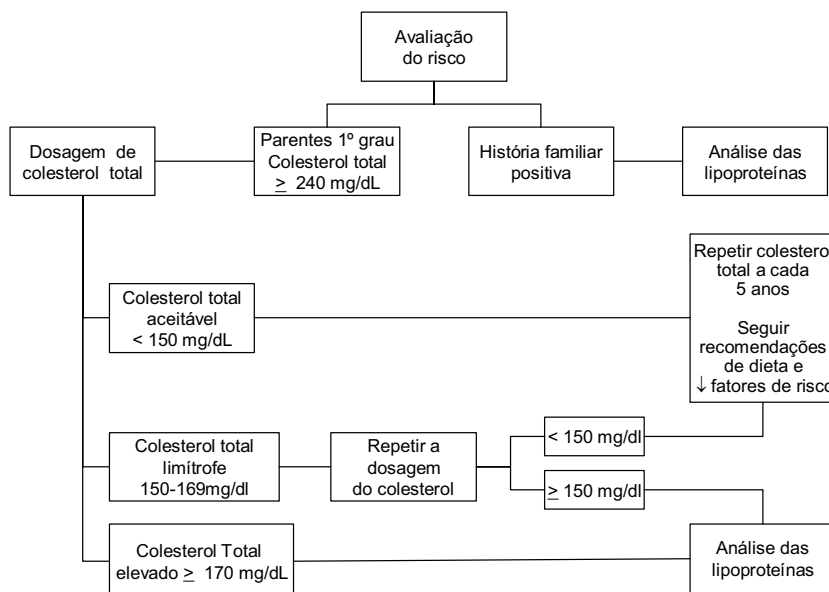 Avaliação
do risco
Dosagem de
colesterol total
Parentes 1º grau
Colesterol total
≥ 240 mg/dL
História familiar
positiva
Análise das
lipoproteínas
Colesterol total
aceitável
< 150 mg/dL
Repetir colesterol
total a cada
5 anos
Seguir
recomendações
de dieta e
↓ fatores de risco
Colesterol total
limítrofe
150-169mg/dl
Repetir a
dosagem
do colesterol
< 150 mg/dl
≥ 150 mg/dl
Colesterol Total
elevado ≥ 170 mg/dL
Análise das
lipoproteínas